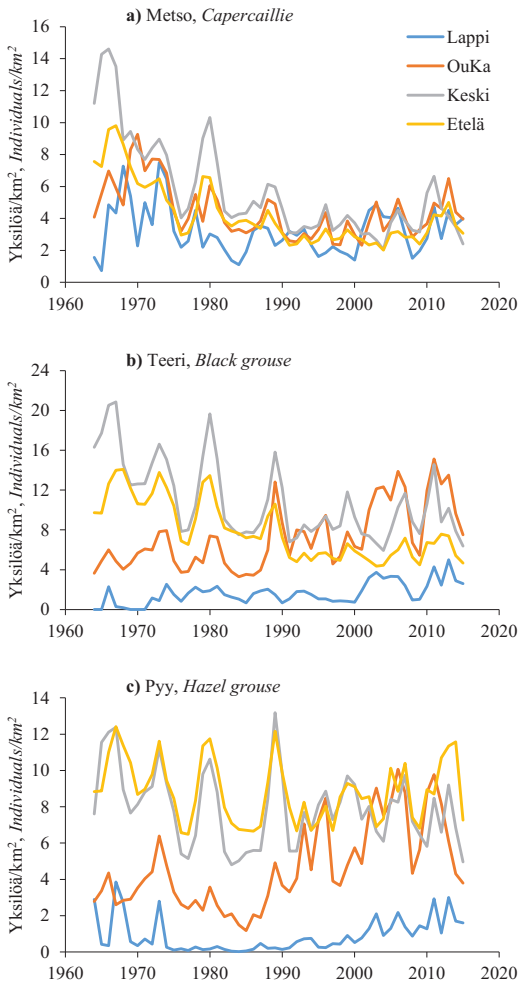 a) Metso, Capercaillie
Yksilöä/km², Individuals/km²
16
14
12
10
8
6
4
2
0
Lappi
OuKa
Keski
Etelä
1960 1970 1980 1990 2000 2010 2020
b) Teeri, Black grouse
Yksilöä/km², Individuals/km²
24
20
16
12
8
4
0
1960 1970 1980 1990 2000 2010 2020
c) Pyy, Hazel grouse
Yksilöä/km², Individuals/km²
14
12
10
8
6
4
2
0
1960 1970 1980 1990 2000 2010 2020